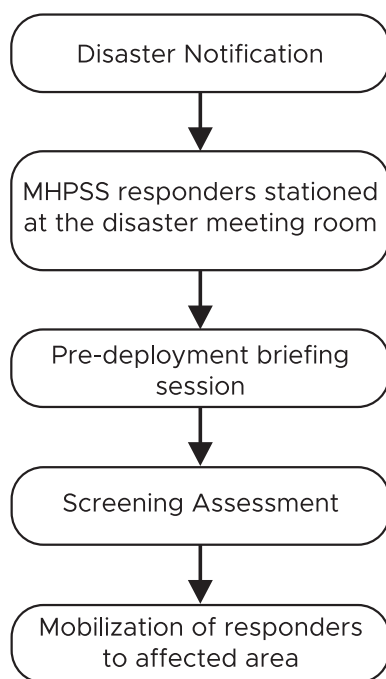 Disaster Notification
MHPSS responders stationed
at the disaster meeting room
Pre-deployment briefing
session
Screening Assessment
Mobilization of responders
to affected area